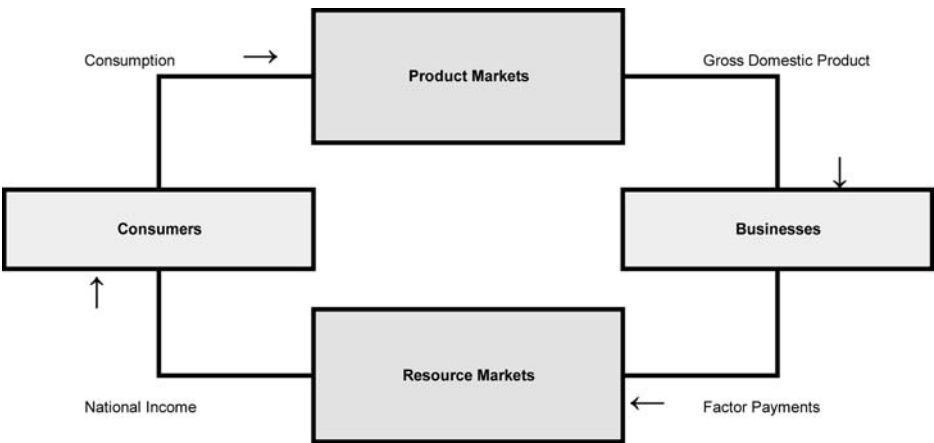 Consumption
Product Markets
Gross Domestic Product
Consumers
Businesses
Resource Markets
National Income
Factor Payments